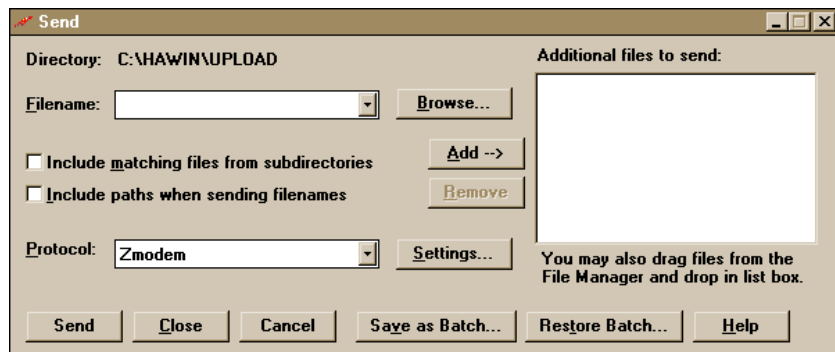 Send
Directory: C:\HAWIN\UPLOAD
Additional files to send:
Filename:
Browse...
Include matching files from subdirectories
Add -->
Include paths when sending filenames
Remove
Protocol: Zmodem
Settings...
You may also drag files from the
File Manager and drop in list box.
Send Close Cancel Save as Batch... Restore Batch... Help